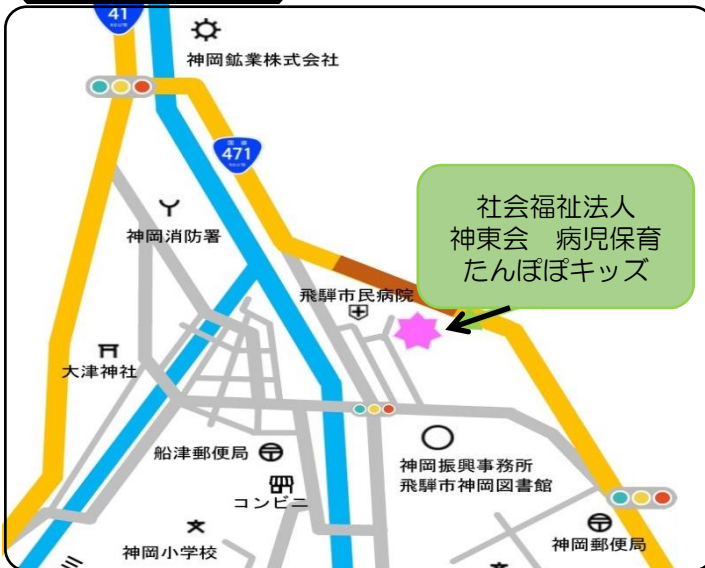 41
神岡鉱業株式会社
国道
471
神岡消防署
社会福祉法人
神東会　病児保育
たんぽぽキッズ
飛騨市民病院
大津神社
船津郵便局
コンビニ
神岡振興事務所
飛騨市神岡図書館
神岡小学校
神岡郵便局